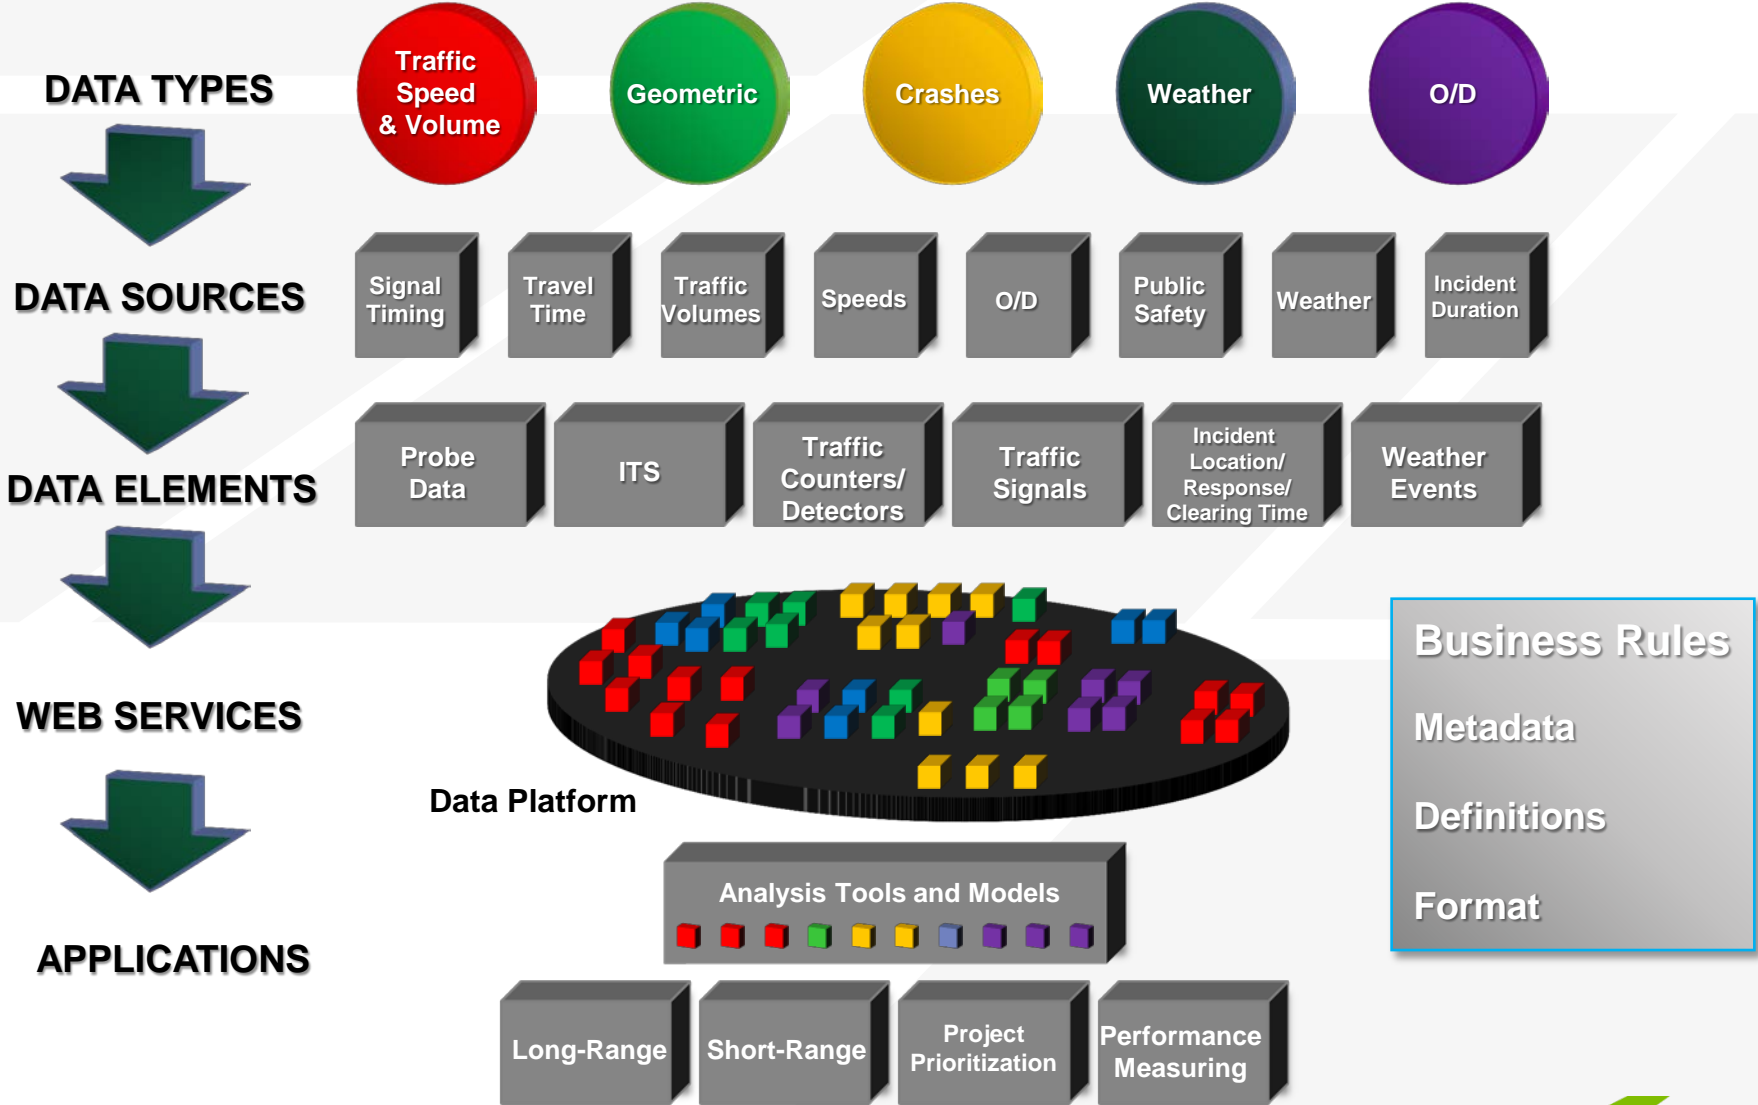 DATA TYPES
Traffic
Speed
& Volume
Geometric
Crashes
Weather
O/D
DATA SOURCES
Signal
Timing
Travel
Time
Traffic
Volumes
Speeds
O/D
Public
Safety
Weather
Incident
Duration
DATA ELEMENTS
Probe
Data
ITS
Traffic
Counters/
Detectors
Traffic
Signals
Incident
Location/
Response/
Clearing Time
Weather
Events
WEB SERVICES
Data Platform
Business Rules
Metadata
Definitions
Format
APPLICATIONS
Analysis Tools and Models
Long-Range
Short-Range
Project
Prioritization
Performance
Measuring